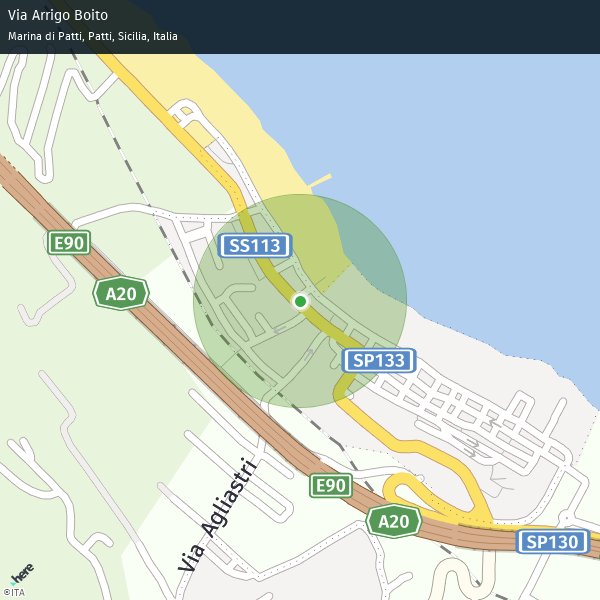 Via Arrigo Boito
Marina di Patti, Patti, Sicilia, Italia
E90
SS113
A20
SP133
Via Agliastri
E90
A20
SP130
here
©ITA